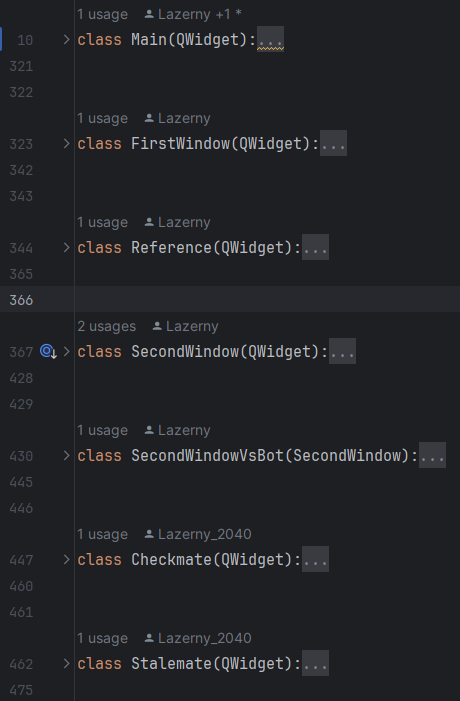 1 usage Lazerny +1 *
10 class Main(QWidget):...
321
322
1 usage Lazerny
323 class FirstWindow(QWidget):...
342
343
1 usage Lazerny
344 class Reference(QWidget):...
365
366
2 usages Lazerny
367 class SecondWindow(QWidget):...
428
429
1 usage Lazerny
430 class SecondWindowVsBot(SecondWindow):...
445
446
1 usage Lazerny_2040
447 class Checkmate(QWidget):...
460
461
1 usage Lazerny_2040
462 class Stalemate(QWidget):...
475